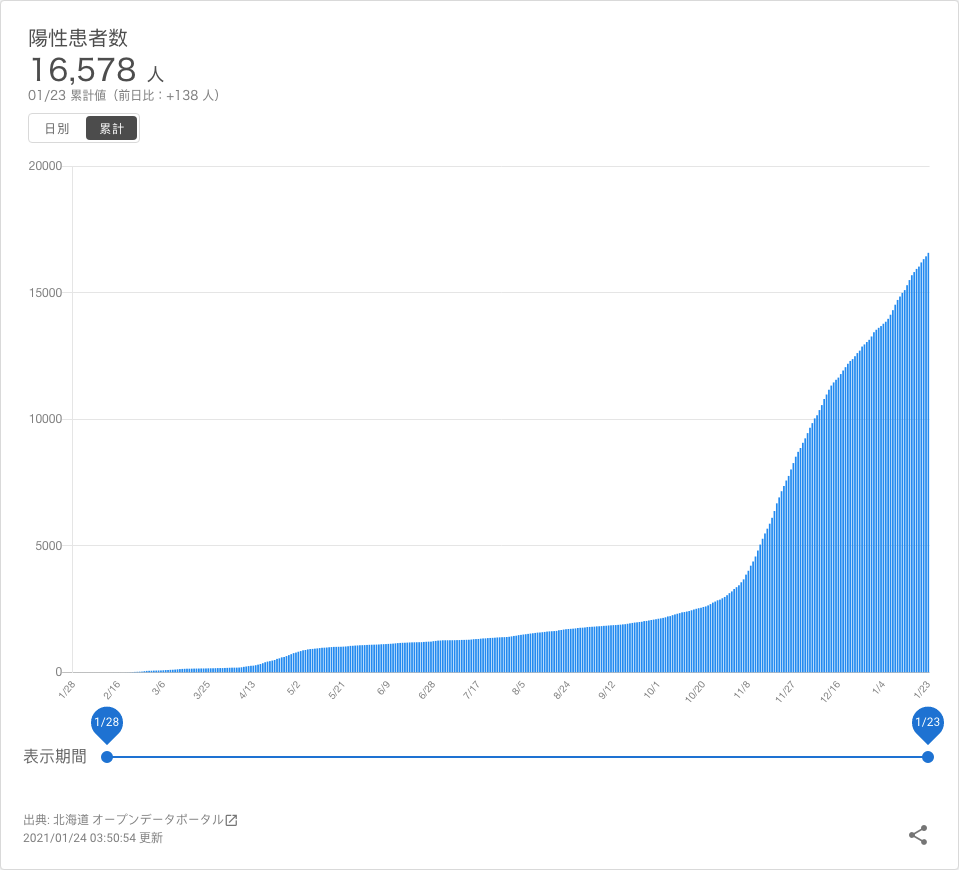 陽性患者数
16,578 人
01/23 累計値（前日比：+138 人）
日別 累計
20000
15000
10000
5000
0
1/28 2/16 3/6 3/25 4/13 5/2 5/21 6/9 6/28 7/17 8/5 8/24 9/12 10/1 10/20 11/8 11/27 12/16 1/4 1/23
1/28 1/23
表示期間
出典: 北海道 オープンデータポータル
2021/01/24 03:50:54 更新